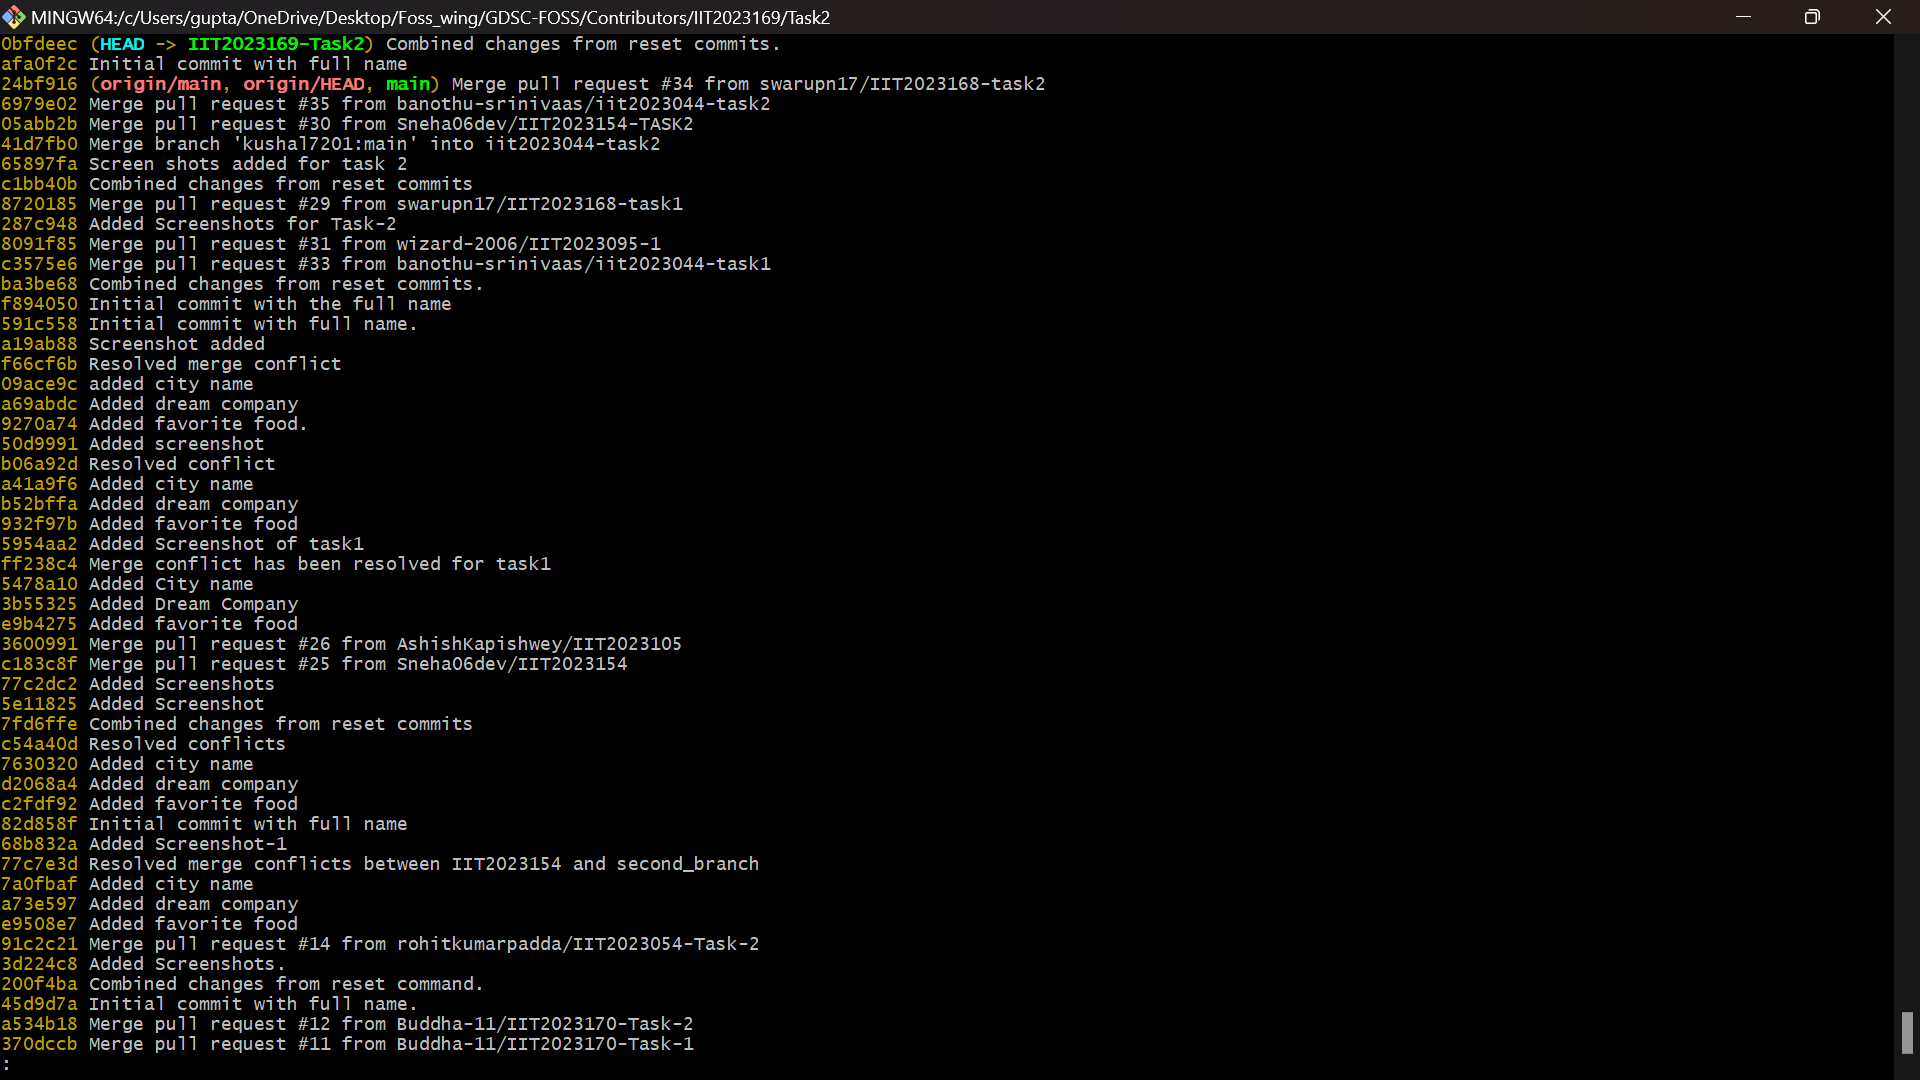 MINGW64:/c/Users/gupta/OneDrive/Desktop/Foss_wing/GDSC-FOSS/Contributors/IIT2023169/Task2
0bfdeec (HEAD -> IIT2023169-Task2) Combined changes from reset commits.
afa0f2c Initial commit with full name
24bf916 (origin/main, origin/HEAD, main) Merge pull request #34 from swarupn17/IIT2023168-task2
6979e02 Merge pull request #35 from banothu-srinivaas/iit2023044-task2
05abb2b Merge pull request #30 from Sneha06dev/IIT2023154-TASK2
41d7fb0 Merge branch 'kushal7201:main' into iit2023044-task2
65897fa Screen shots added for task 2
c1bb40b Combined changes from reset commits
8720185 Merge pull request #29 from swarupn17/IIT2023168-task1
287c948 Added Screenshots for Task-2
8091f85 Merge pull request #31 from wizard-2006/IIT2023095-1
c3575e6 Merge pull request #33 from banothu-srinivaas/iit2023044-task1
ba3be68 Combined changes from reset commits.
f894050 Initial commit with the full name
591c558 Initial commit with full name.
a19ab88 Screenshot added
f66cf6b Resolved merge conflict
09ace9c added city name
a69abdc Added dream company
9270a74 Added favorite food.
50d9991 Added screenshot
b06a92d Resolved conflict
a41a9f6 Added city name
b52bffa Added dream company
932f97b Added favorite food
5954aa2 Added Screenshot of task1
ff238c4 Merge conflict has been resolved for task1
5478a10 Added City name
3b55325 Added Dream Company
e9b4275 Added favorite food
3600991 Merge pull request #26 from AshishKapishwey/IIT2023105
c183c8f Merge pull request #25 from Sneha06dev/IIT2023154
77c2dc2 Added Screenshots
5e11825 Added Screenshot
7fd6ffe Combined changes from reset commits
c54a40d Resolved conflicts
7630320 Added city name
d2068a4 Added dream company
c2fdf92 Added favorite food
82d858f Initial commit with full name
68b832a Added Screenshot-1
77c7e3d Resolved merge conflicts between IIT2023154 and second_branch
7a0fbaf Added city name
a73e597 Added dream company
e9508e7 Added favorite food
91c2c21 Merge pull request #14 from rohitkumarpadda/IIT2023054-Task-2
3d224c8 Added Screenshots.
200f4ba Combined changes from reset command.
45d9d7a Initial commit with full name.
a534b18 Merge pull request #12 from Buddha-11/IIT2023170-Task-2
370dccb Merge pull request #11 from Buddha-11/IIT2023170-Task-1
: